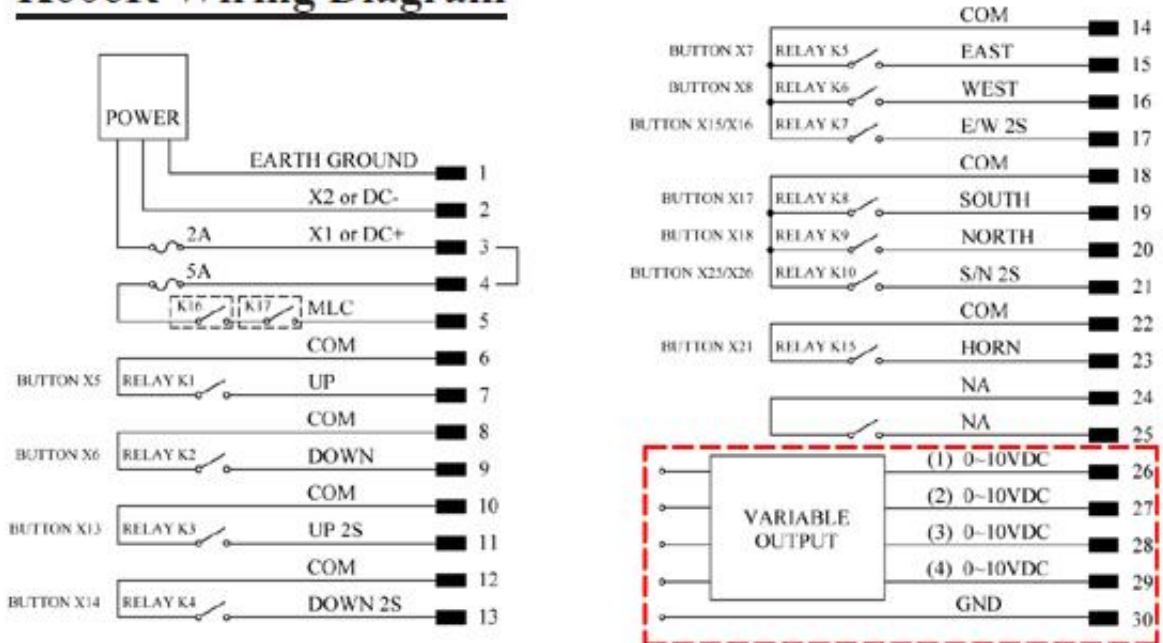 Wiring Diagram
POWER
EARTH GROUND 1
X2 or DC- 2
2A X1 or DC+ 3
5A 4
K16 K17 MLC 5
COM 6
BUTTON X5 RELAY K1 UP 7
COM 8
BUTTON X6 RELAY K2 DOWN 9
COM 10
BUTTON X13 RELAY K3 UP 2S 11
COM 12
BUTTON X14 RELAY K4 DOWN 2S 13
COM 14
BUTTON X7 RELAY K5 EAST 15
BUTTON X8 RELAY K6 WEST 16
BUTTON X15/X16 RELAY K7 E/W 2S 17
COM 18
BUTTON X17 RELAY K8 SOUTH 19
BUTTON X18 RELAY K9 NORTH 20
BUTTON X25/X26 RELAY K10 S/N 2S 21
COM 22
BUTTON X21 RELAY K15 HORN 23
NA 24
NA 25
(1) 0~10VDC 26
(2) 0~10VDC 27
VARIABLE
OUTPUT
(3) 0~10VDC 28
(4) 0~10VDC 29
GND 30